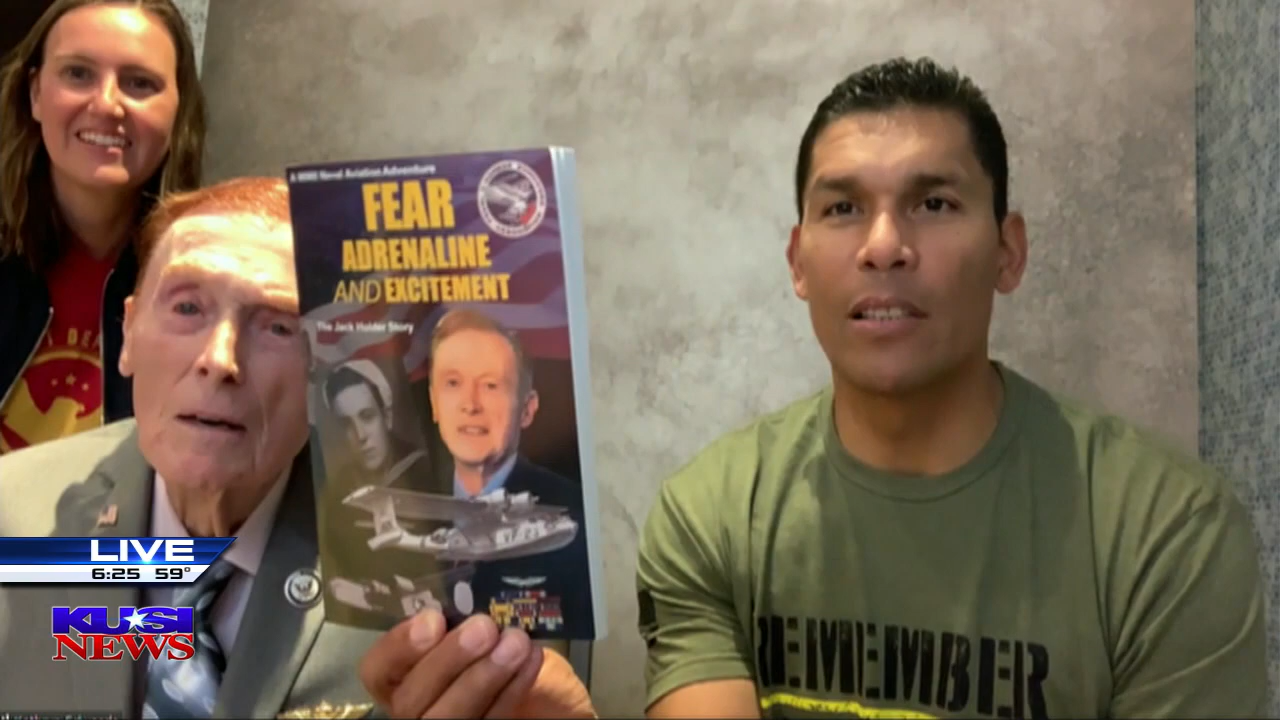 A WWII Naval Aviation Adventure
FEAR
ADRENALINE
AND EXCITEMENT
The Jack Holder Story
LIVE
6:25 59°
KUSI
NEWS
REMEMBER